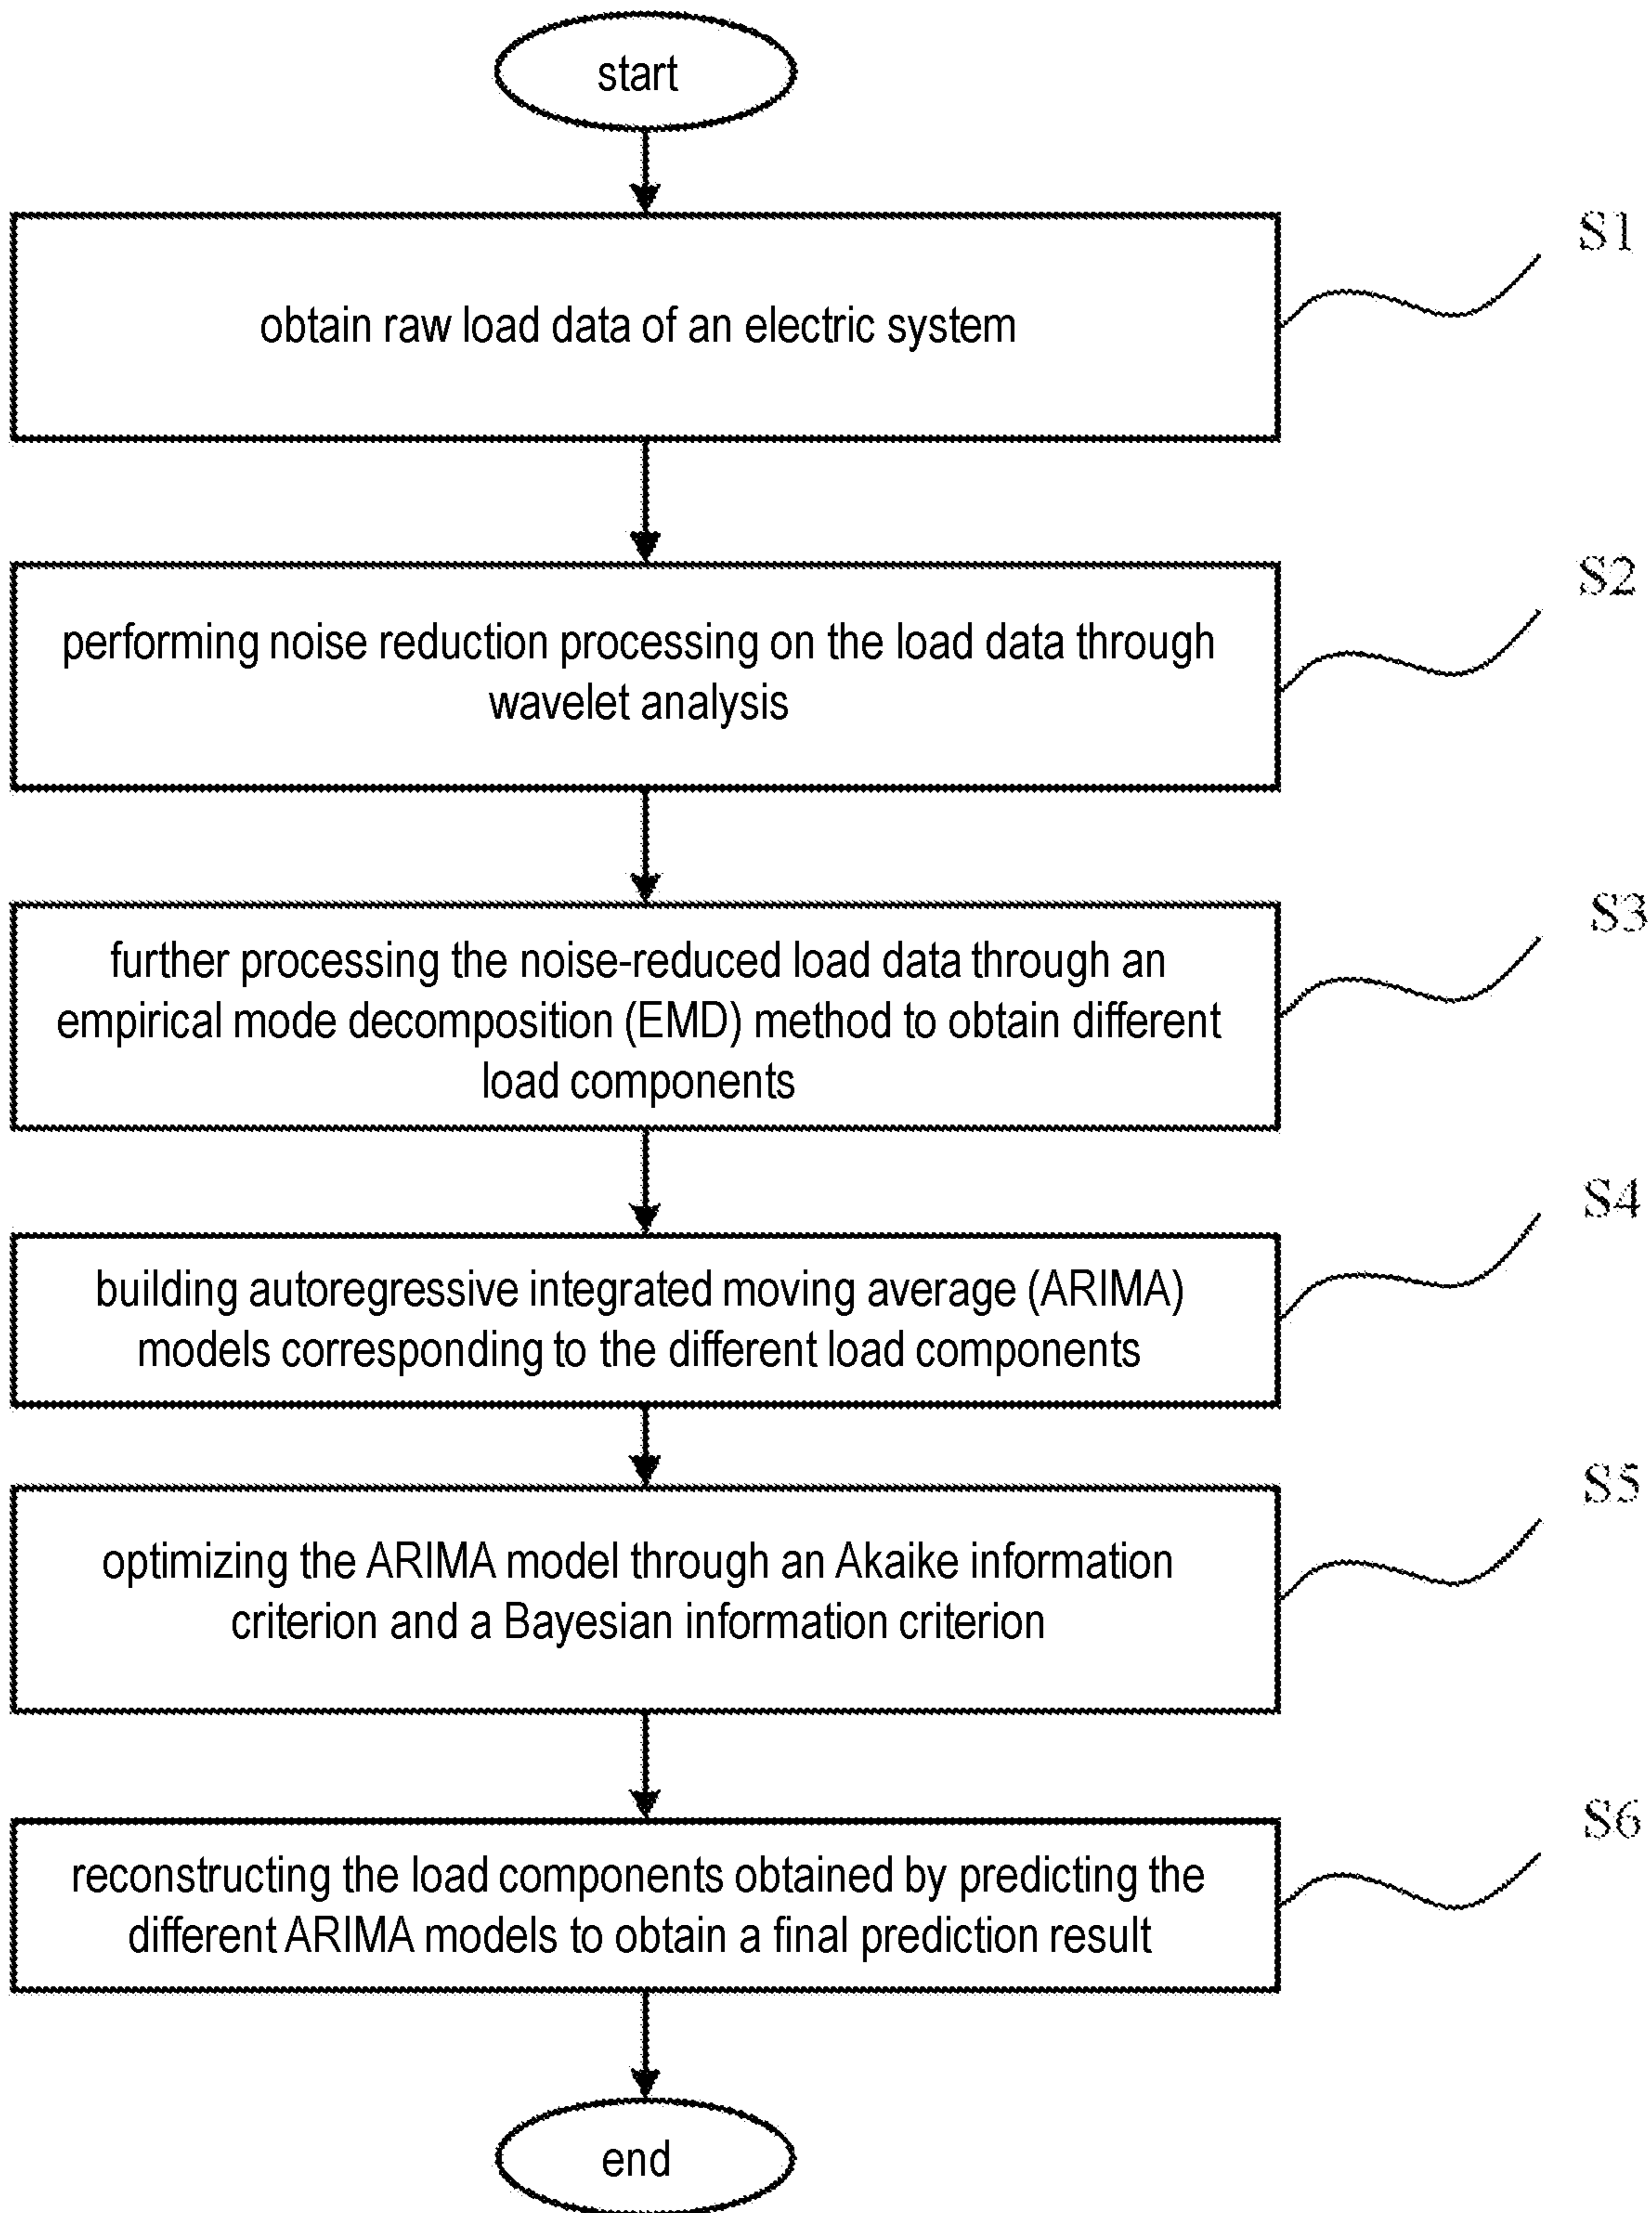 start
S1
obtain raw load data of an electric system
S2
performing noise reduction processing on the load data through
wavelet analysis
S3
further processing the noise-reduced load data through an
empirical mode decomposition (EMD) method to obtain different
load components
S4
building autoregressive integrated moving average (ARIMA)
models corresponding to the different load components
S5
optimizing the ARIMA model through an Akaike information
criterion and a Bayesian information criterion
S6
reconstructing the load components obtained by predicting the
different ARIMA models to obtain a final prediction result
end